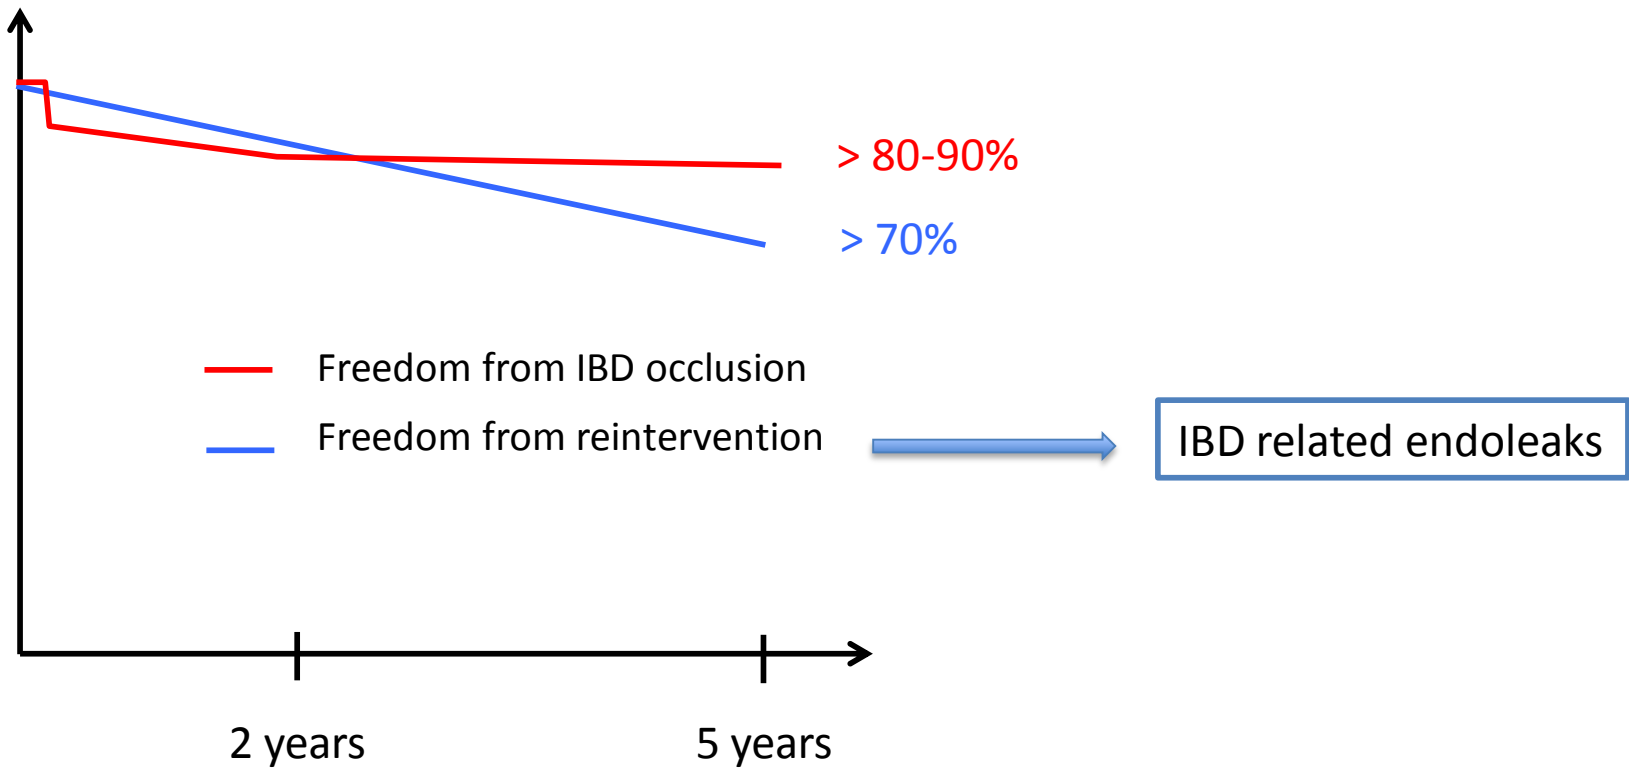 > 80-90%
> 70%
Freedom from IBD occlusion
Freedom from reintervention
IBD related endoleaks
2 years
5 years